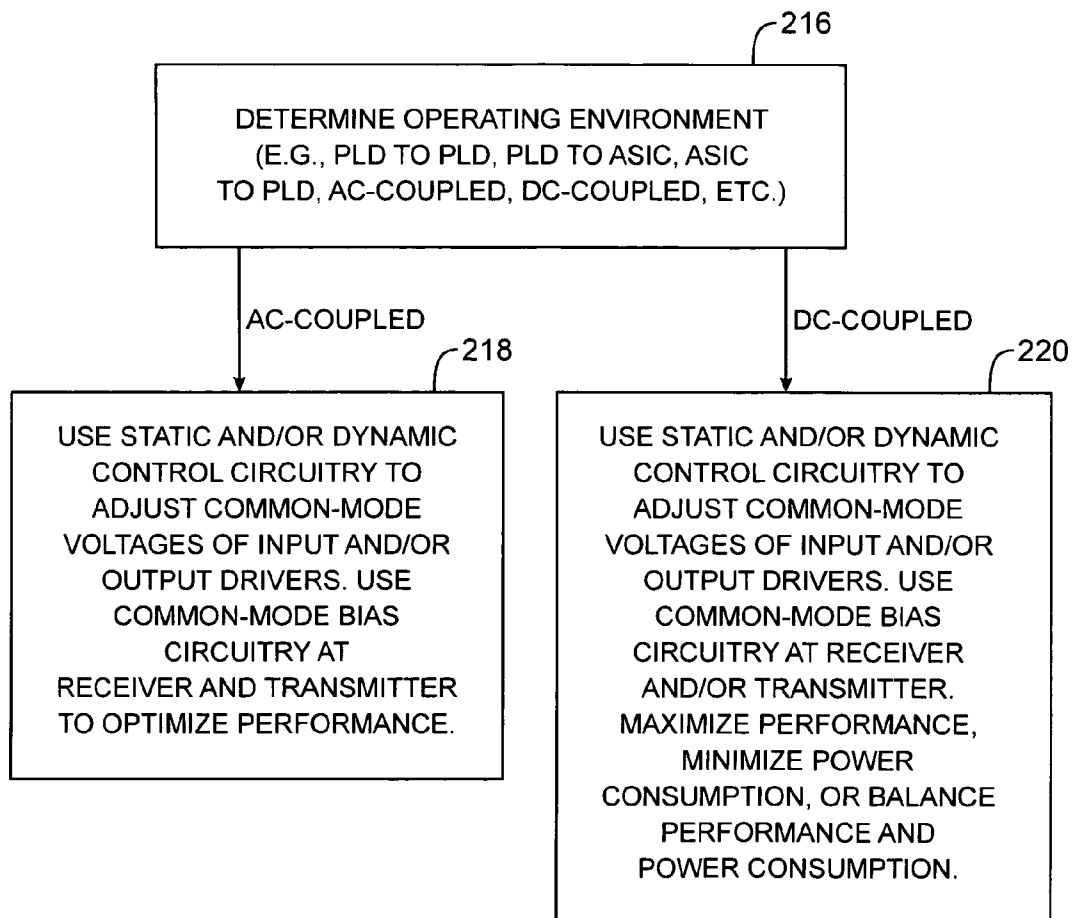 216
DETERMINE OPERATING ENVIRONMENT
(E.G., PLD TO PLD, PLD TO ASIC, ASIC
TO PLD, AC-COUPLED, DC-COUPLED, ETC.)
AC-COUPLED
DC-COUPLED
218
USE STATIC AND/OR DYNAMIC
CONTROL CIRCUITRY TO
ADJUST COMMON-MODE
VOLTAGES OF INPUT AND/OR
OUTPUT DRIVERS. USE
COMMON-MODE BIAS
CIRCUITRY AT
RECEIVER AND TRANSMITTER
TO OPTIMIZE PERFORMANCE.
220
USE STATIC AND/OR DYNAMIC
CONTROL CIRCUITRY TO
ADJUST COMMON-MODE
VOLTAGES OF INPUT AND/OR
OUTPUT DRIVERS. USE
COMMON-MODE BIAS
CIRCUITRY AT RECEIVER
AND/OR TRANSMITTER.
MAXIMIZE PERFORMANCE,
MINIMIZE POWER
CONSUMPTION, OR BALANCE
PERFORMANCE AND
POWER CONSUMPTION.